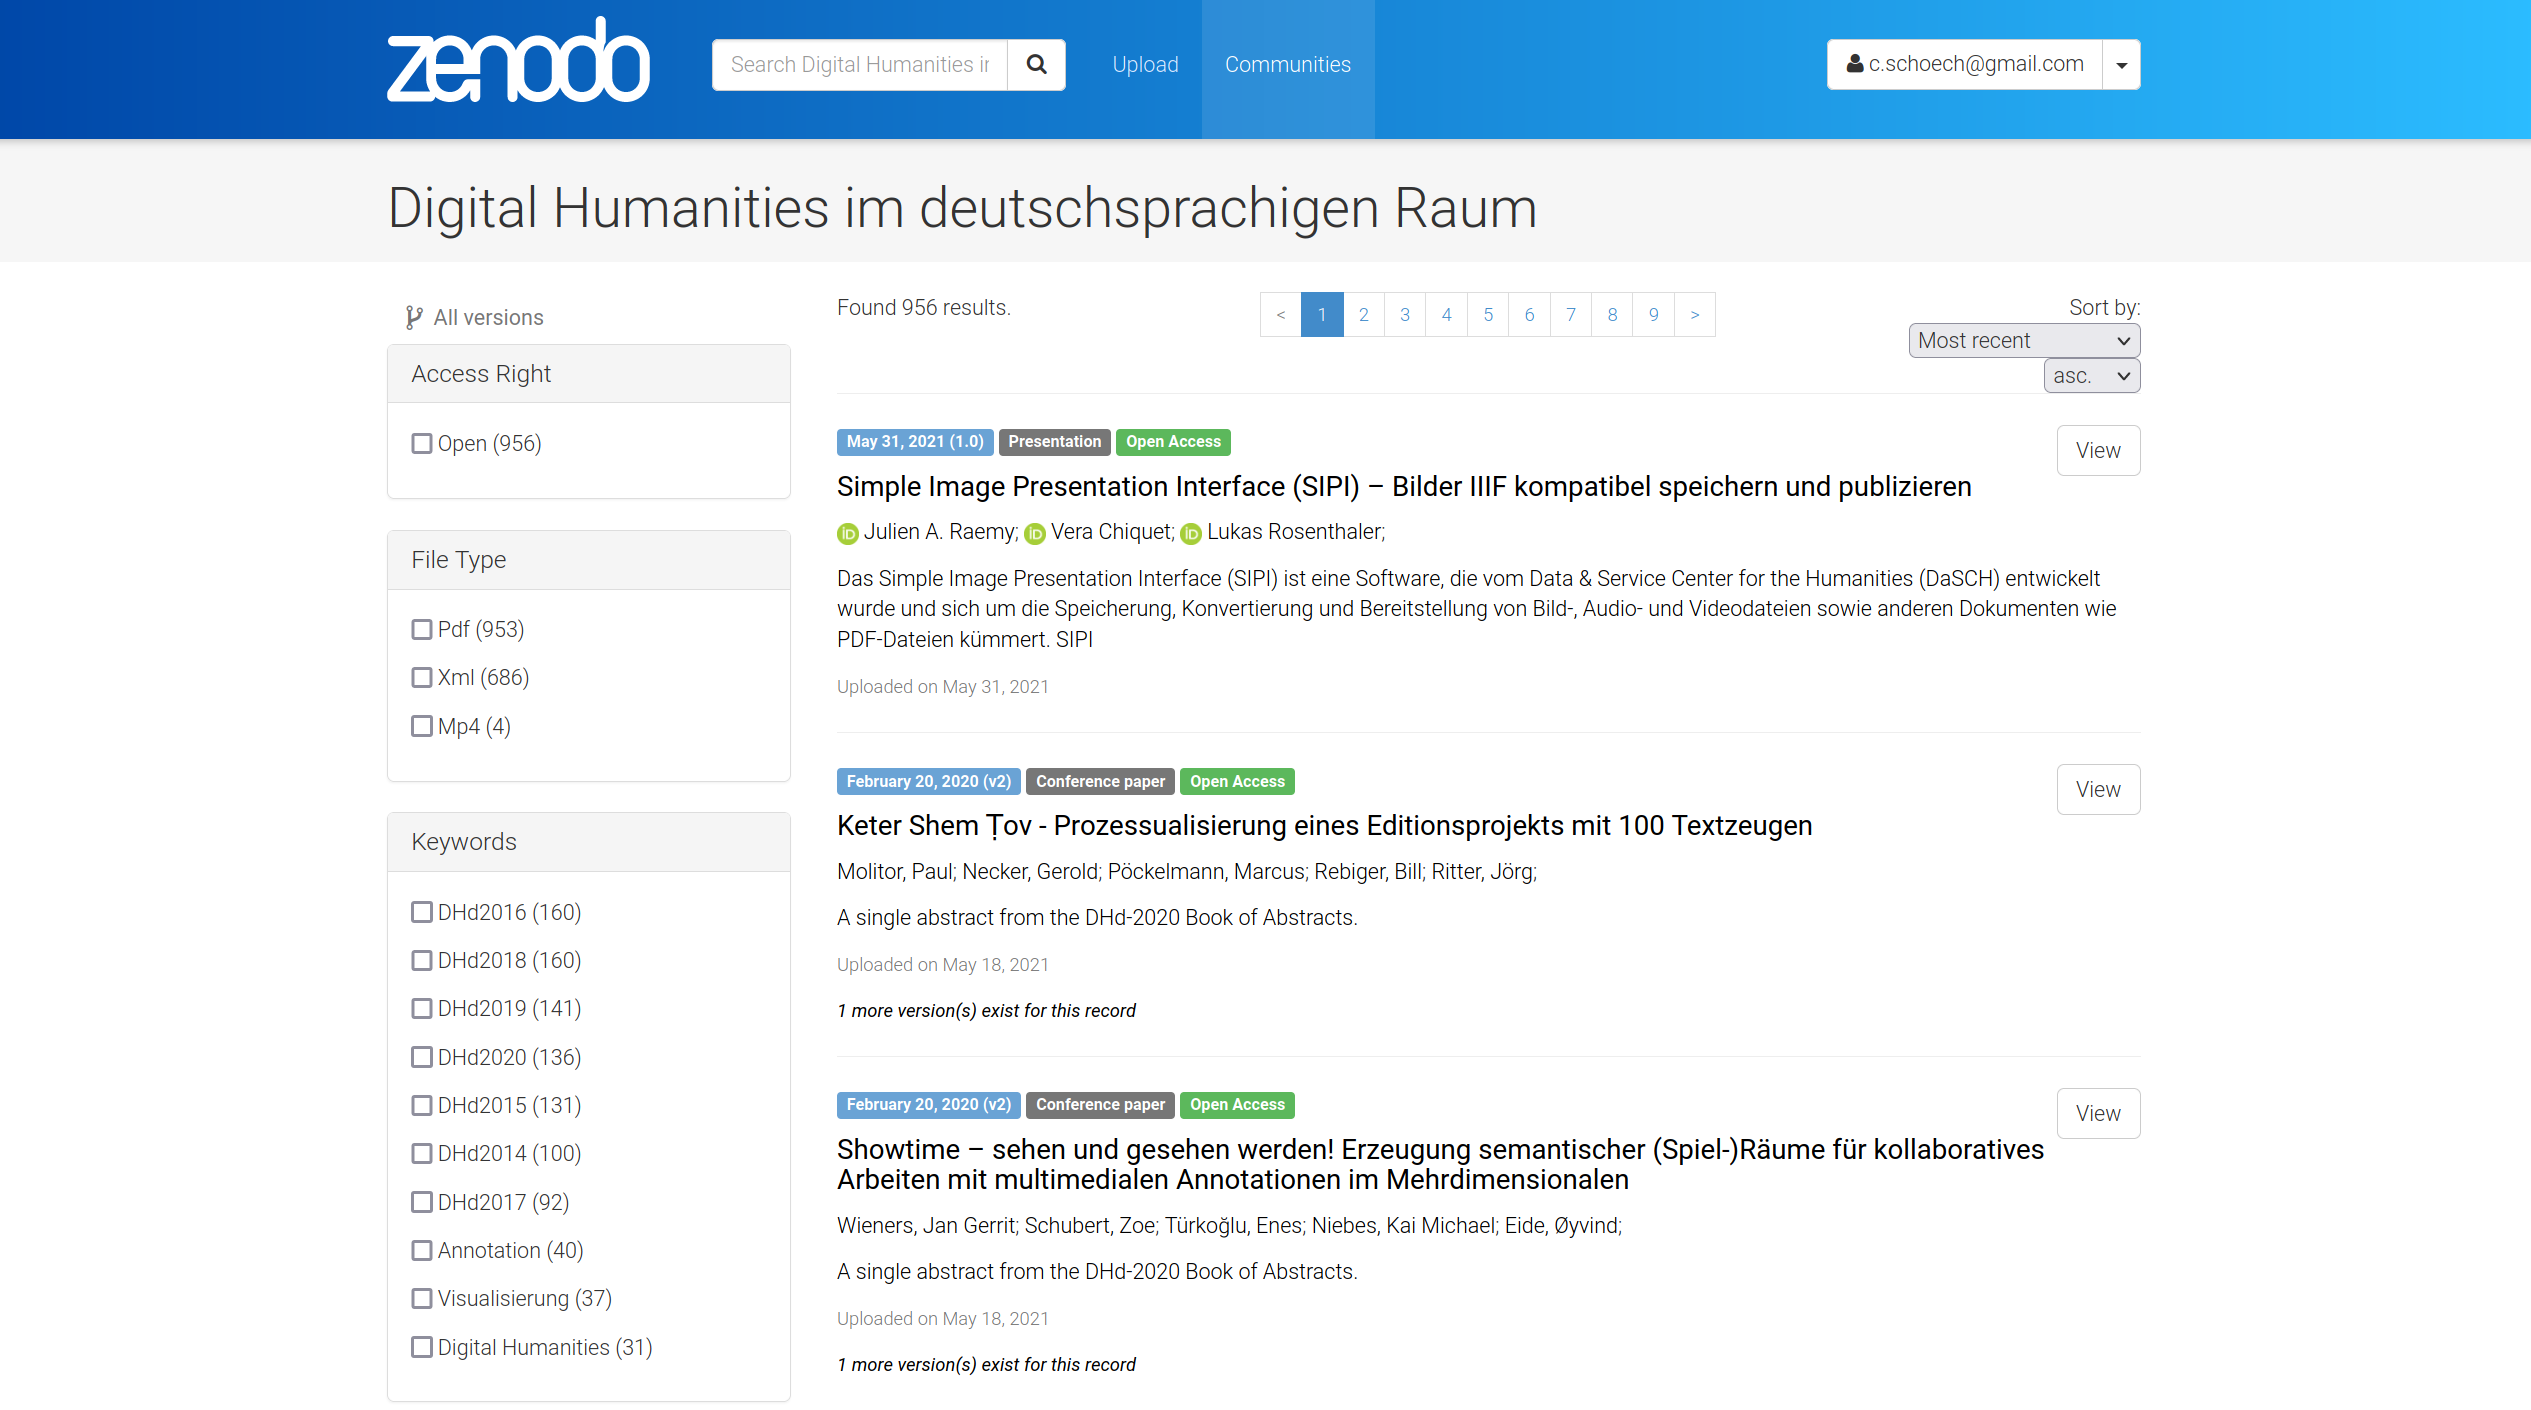 zenodo
Search Digital Humanities ir
Upload
Communities
c.schoech@gmail.com
Digital Humanities im deutschsprachigen Raum
All versions
Access Right
Open (956)
File Type
Pdf (953)
Xml (686)
Mp4 (4)
Keywords
DHd2016 (160)
DHd2018 (160)
DHd2019 (141)
DHd2020 (136)
DHd2015 (131)
DHd2014 (100)
DHd2017 (92)
Annotation (40)
Visualisierung (37)
Digital Humanities (31)
Found 956 results.
< 1 2 3 4 5 6 7 8 9 >
Sort by:
Most recent
asc.
May 31, 2021 (1.0) Presentation Open Access
View
Simple Image Presentation Interface (SIPI) – Bilder IIIF kompatibel speichern und publizieren
iD Julien A. Raemy; iD Vera Chiquet; iD Lukas Rosenthaler;
Das Simple Image Presentation Interface (SIPI) ist eine Software, die vom Data & Service Center for the Humanities (DaSCH) entwickelt
wurde und sich um die Speicherung, Konvertierung und Bereitstellung von Bild-, Audio- und Videodateien sowie anderen Dokumenten wie
PDF-Dateien kümmert. SIPI
Uploaded on May 31, 2021
February 20, 2020 (v2) Conference paper Open Access
View
Keter Shem Ṭov - Prozessualisierung eines Editionsprojekts mit 100 Textzeugen
Molitor, Paul; Necker, Gerold; Pöckelmann, Marcus; Rebiger, Bill; Ritter, Jörg;
A single abstract from the DHd-2020 Book of Abstracts.
Uploaded on May 18, 2021
1 more version(s) exist for this record
February 20, 2020 (v2) Conference paper Open Access
View
Showtime – sehen und gesehen werden! Erzeugung semantischer (Spiel-)Räume für kollaboratives
Arbeiten mit multimedialen Annotationen im Mehrdimensionalen
Wieners, Jan Gerrit; Schubert, Zoe; Türkoğlu, Enes; Niebes, Kai Michael; Eide, Øyvind;
A single abstract from the DHd-2020 Book of Abstracts.
Uploaded on May 18, 2021
1 more version(s) exist for this record